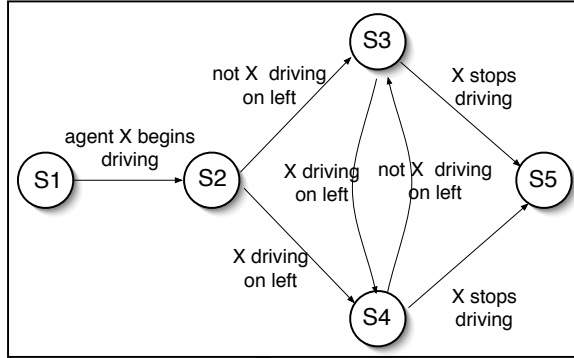 S3
not X driving
on left
X stops
driving
agent X begins
driving
S1
S2
X driving
on left
not X driving
on left
S5
X driving
on left
S4
X stops
driving